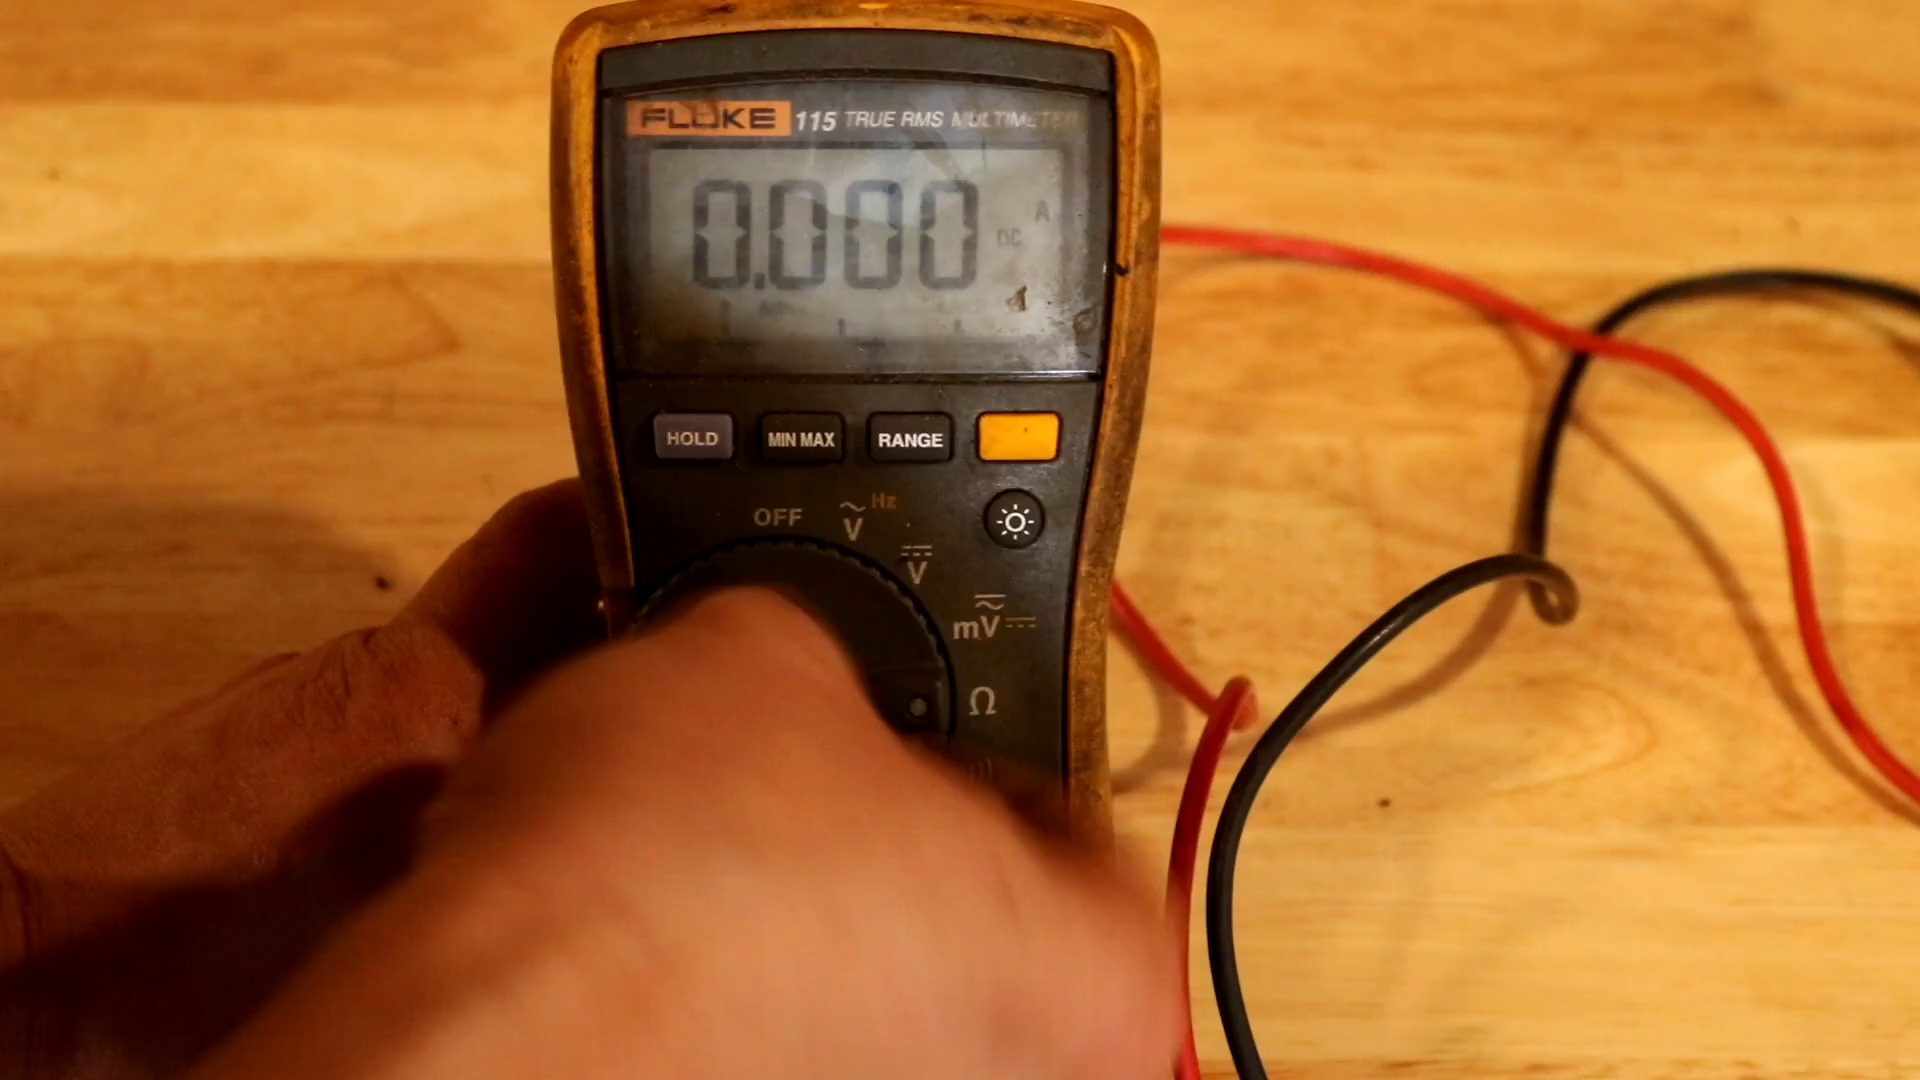 FLUKE 115 TRUE RMS MULTIMETER
0.000
A
DC
HOLD
MIN MAX
RANGE
OFF
V Hz
V
mV
Ω